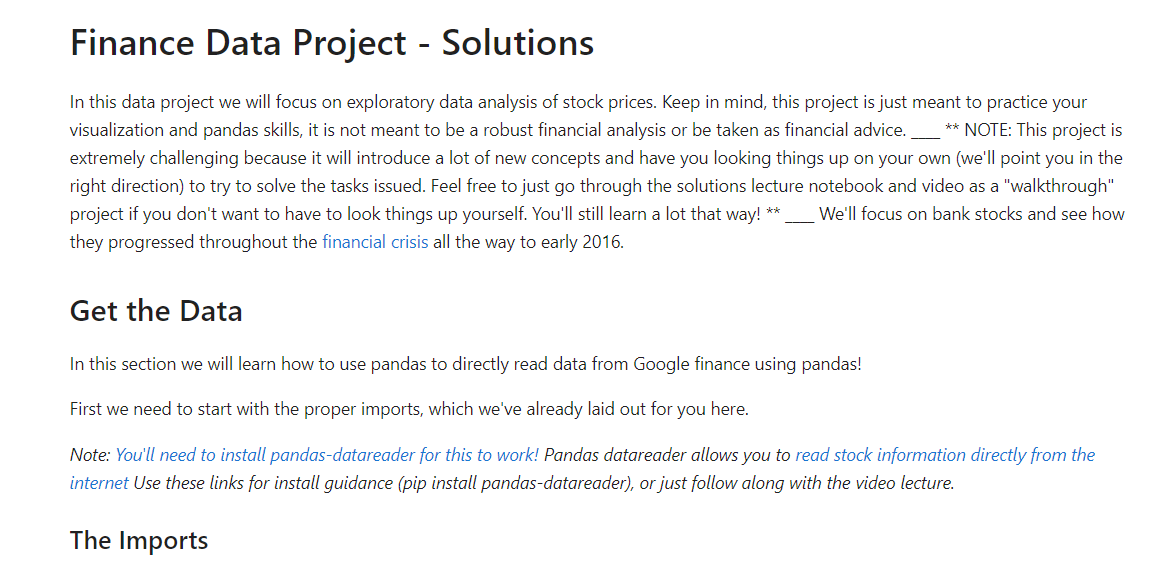 Finance Data Project - Solutions
In this data project we will focus on exploratory data analysis of stock prices. Keep in mind, this project is just meant to practice your
visualization and pandas skills, it is not meant to be a robust financial analysis or be taken as financial advice. ____ ** NOTE: This project is
extremely challenging because it will introduce a lot of new concepts and have you looking things up on your own (we'll point you in the
right direction) to try to solve the tasks issued. Feel free to just go through the solutions lecture notebook and video as a "walkthrough"
project if you don't want to have to look things up yourself. You'll still learn a lot that way! ** ____ We'll focus on bank stocks and see how
they progressed throughout the financial crisis all the way to early 2016.
Get the Data
In this section we will learn how to use pandas to directly read data from Google finance using pandas!
First we need to start with the proper imports, which we've already laid out for you here.
Note: You'll need to install pandas-datareader for this to work! Pandas datareader allows you to read stock information directly from the
internet Use these links for install guidance (pip install pandas-datareader), or just follow along with the video lecture.
The Imports